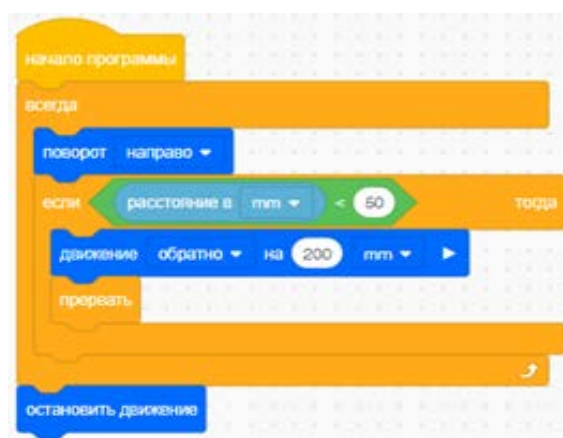 начало программы
всегда
поворот направо
если расстояние в mm < 50 тогда
движение обратно на 200 mm
прервать
остановить движение